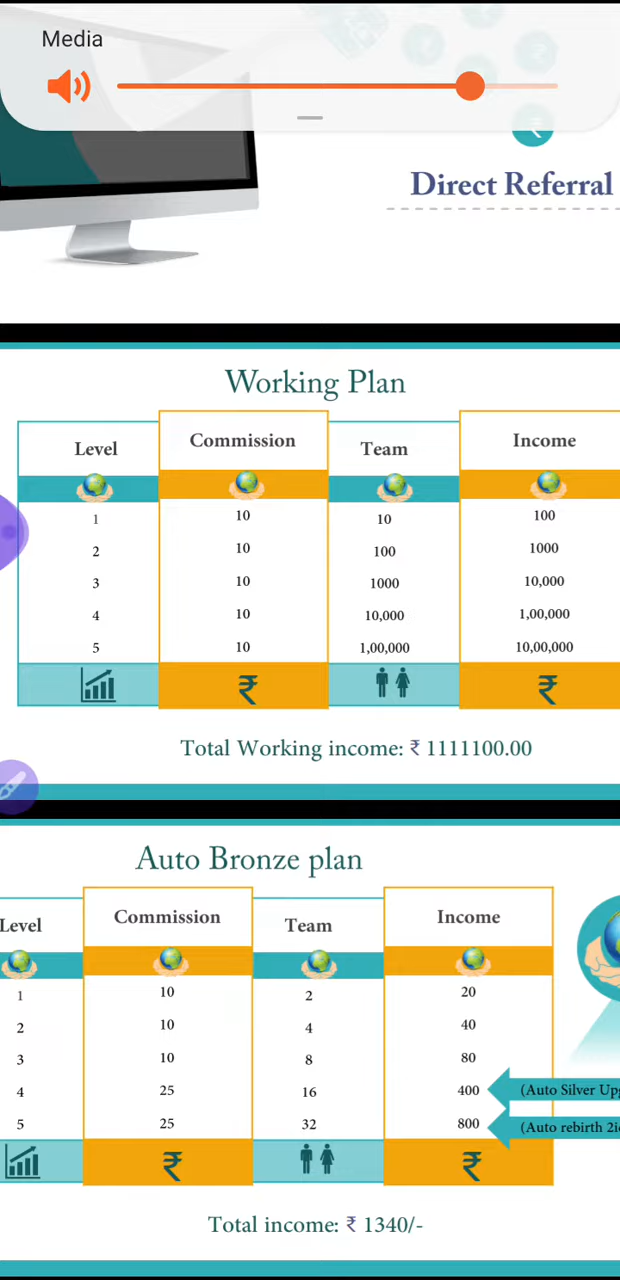 Media
Direct Referral
Working Plan
Level Commission Team Income
1 10 10 100
2 10 100 1000
3 10 1000 10,000
4 10 10,000 1,00,000
5 10 1,00,000 10,00,000
₹ ₹
Total Working income: ₹ 1111100.00
Auto Bronze plan
Level Commission Team Income
1 10 2 20
2 10 4 40
3 10 8 80
4 25 16 400 (Auto Silver Up
5 25 32 800 (Auto rebirth 2i
₹ ₹
Total income: ₹ 1340/-